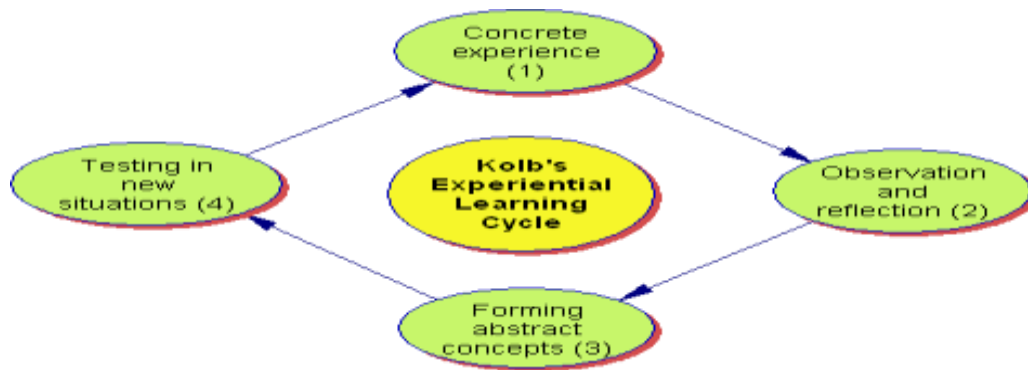 Concrete
experience
(1)
Testing in
new
situations (4)
Kolb's
Experiential
Learning
Cycle
Observation
and
reflection (2)
Forming
abstract
concepts (3)